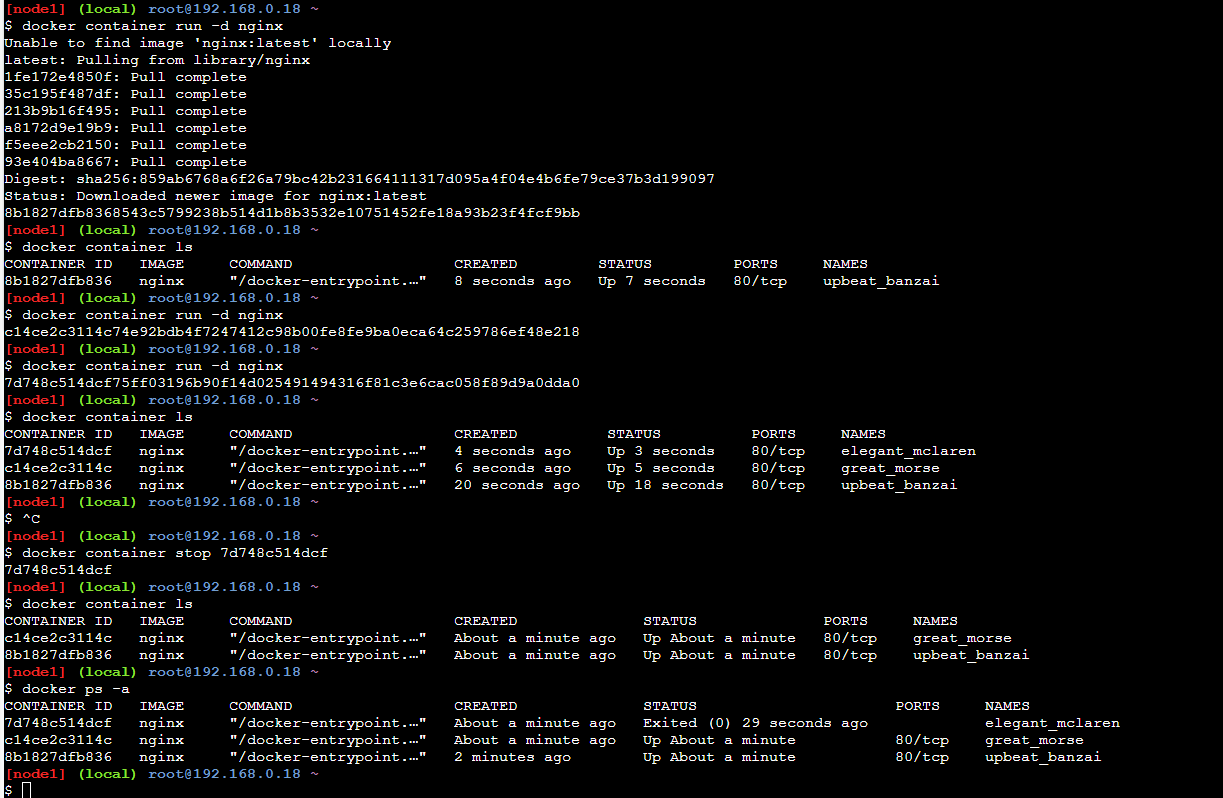 [node1] (local) root@192.168.0.18 ~
$ docker container run -d nginx
Unable to find image 'nginx:latest' locally
latest: Pulling from library/nginx
1fe172e4850f: Pull complete
35c195f487df: Pull complete
213b9b16f495: Pull complete
a8172d9e19b9: Pull complete
f5eee2cb2150: Pull complete
93e404ba8667: Pull complete
Digest: sha256:859ab6768a6f26a79bc42b231664111317d095a4f04e4b6fe79ce37b3d199097
Status: Downloaded newer image for nginx:latest
8b1827dfb8368543c5799238b514d1b8b3532e10751452fe18a93b23f4fcf9bb
[node1] (local) root@192.168.0.18 ~
$ docker container ls
CONTAINER ID   IMAGE     COMMAND                  CREATED         STATUS         PORTS     NAMES
8b1827dfb836   nginx     "/docker-entrypoint.…"   8 seconds ago   Up 7 seconds   80/tcp    upbeat_banzai
[node1] (local) root@192.168.0.18 ~
$ docker container run -d nginx
c14ce2c3114c74e92bdb4f7247412c98b00fe8fe9ba0eca64c259786ef48e218
[node1] (local) root@192.168.0.18 ~
$ docker container run -d nginx
7d748c514dcf75ff03196b90f14d025491494316f81c3e6cac058f89d9a0dda0
[node1] (local) root@192.168.0.18 ~
$ docker container ls
CONTAINER ID   IMAGE     COMMAND                  CREATED          STATUS          PORTS     NAMES
7d748c514dcf   nginx     "/docker-entrypoint.…"   4 seconds ago    Up 3 seconds    80/tcp    elegant_mclaren
c14ce2c3114c   nginx     "/docker-entrypoint.…"   6 seconds ago    Up 5 seconds    80/tcp    great_morse
8b1827dfb836   nginx     "/docker-entrypoint.…"   20 seconds ago   Up 18 seconds   80/tcp    upbeat_banzai
[node1] (local) root@192.168.0.18 ~
$ ^C
[node1] (local) root@192.168.0.18 ~
$ docker container stop 7d748c514dcf
7d748c514dcf
[node1] (local) root@192.168.0.18 ~
$ docker container ls
CONTAINER ID   IMAGE     COMMAND                  CREATED              STATUS              PORTS     NAMES
c14ce2c3114c   nginx     "/docker-entrypoint.…"   About a minute ago   Up About a minute   80/tcp    great_morse
8b1827dfb836   nginx     "/docker-entrypoint.…"   About a minute ago   Up About a minute   80/tcp    upbeat_banzai
[node1] (local) root@192.168.0.18 ~
$ docker ps -a
CONTAINER ID   IMAGE     COMMAND                  CREATED              STATUS                      PORTS     NAMES
7d748c514dcf   nginx     "/docker-entrypoint.…"   About a minute ago   Exited (0) 29 seconds ago             elegant_mclaren
c14ce2c3114c   nginx     "/docker-entrypoint.…"   About a minute ago   Up About a minute           80/tcp    great_morse
8b1827dfb836   nginx     "/docker-entrypoint.…"   2 minutes ago        Up About a minute           80/tcp    upbeat_banzai
[node1] (local) root@192.168.0.18 ~
$